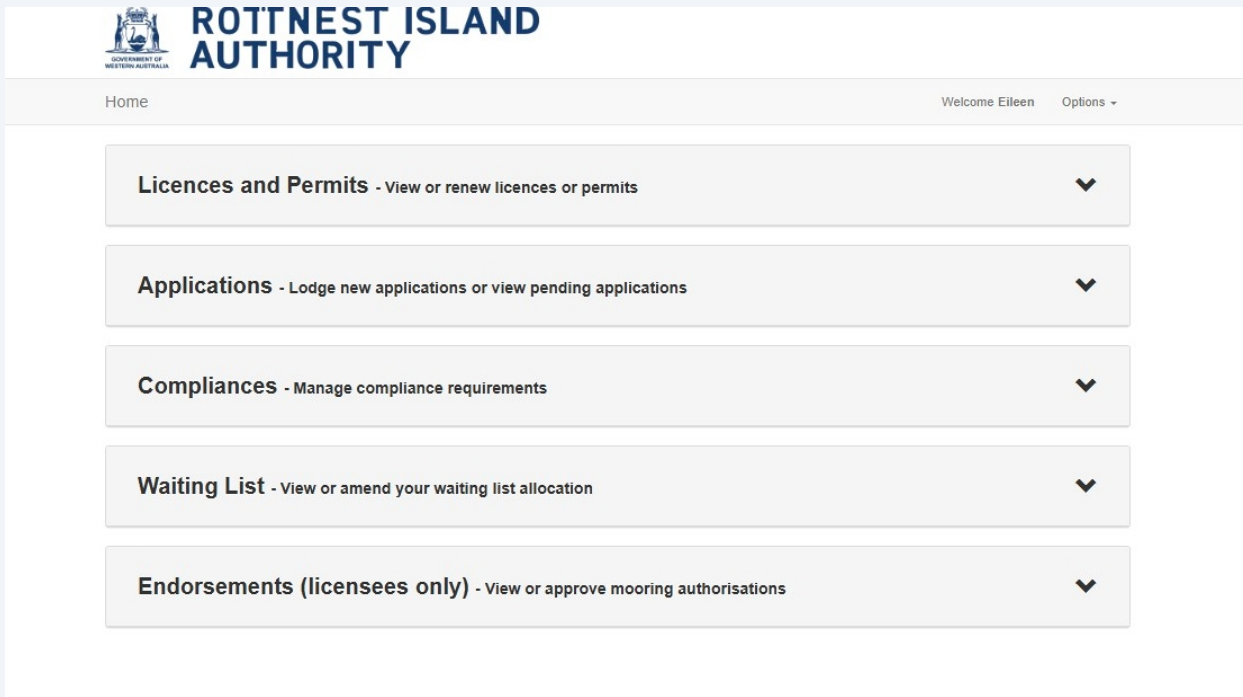 ROTTNEST ISLAND
AUTHORITY
GOVERNMENT OF
WESTERN AUSTRALIA
Home
Welcome Eileen
Options
Licences and Permits - View or renew licences or permits
Applications - Lodge new applications or view pending applications
Compliances - Manage compliance requirements
Waiting List - View or amend your waiting list allocation
Endorsements (licensees only) - View or approve mooring authorisations